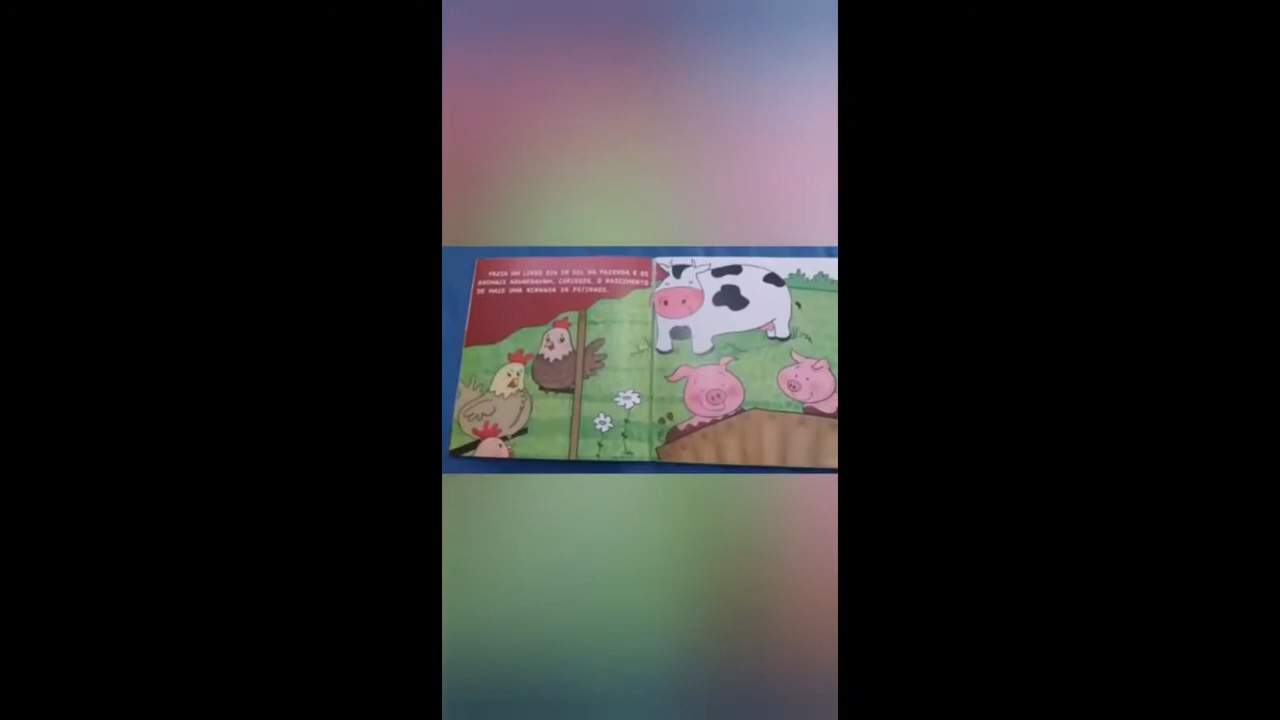 FAZIA UM LINDO DIA DE SOL NA FAZENDA E OS
ANIMAIS AGUARDAVAM, CURIOSOS, O NASCIMENTO
DE MAIS UMA NINHADA DE PATINHOS.